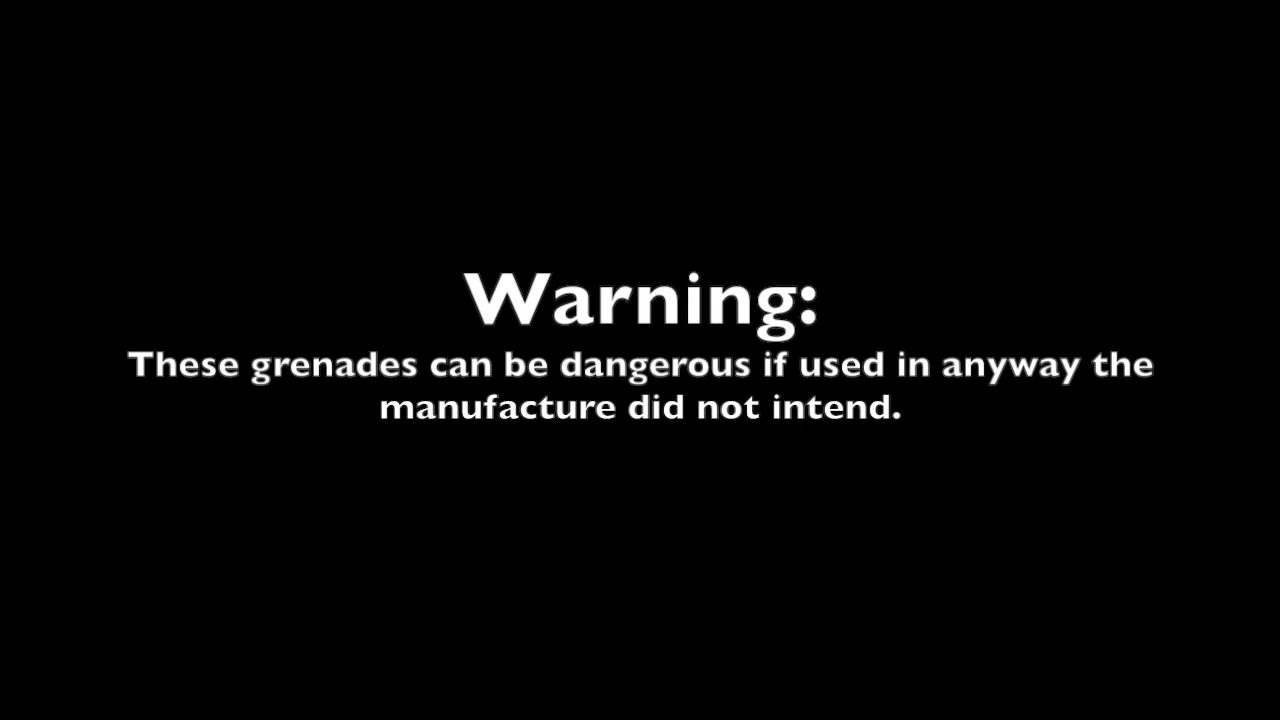 Warning:
These grenades can be dangerous if used in anyway the
manufacture did not intend.